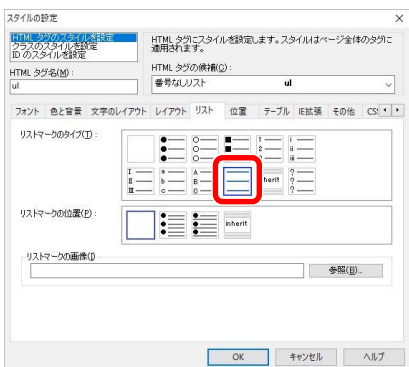 スタイルの設定
HTML タグのスタイルを設定
クラスのスタイルを設定
ID のスタイルを設定
HTML タグにスタイルを設定します。スタイルはページ全体のタグに
適用されます。
HTML タグ名(M):
ul
HTML タグの候補(C):
番号なしリスト ul
フォント 色と背景 文字のレイアウト レイアウト リスト 位置 テーブル IE拡張 その他
リストマークのタイプ(T):
リストマークの位置(P):
inherit
リストマークの画像(I)
参照(B)...
OK キャンセル ヘルプ